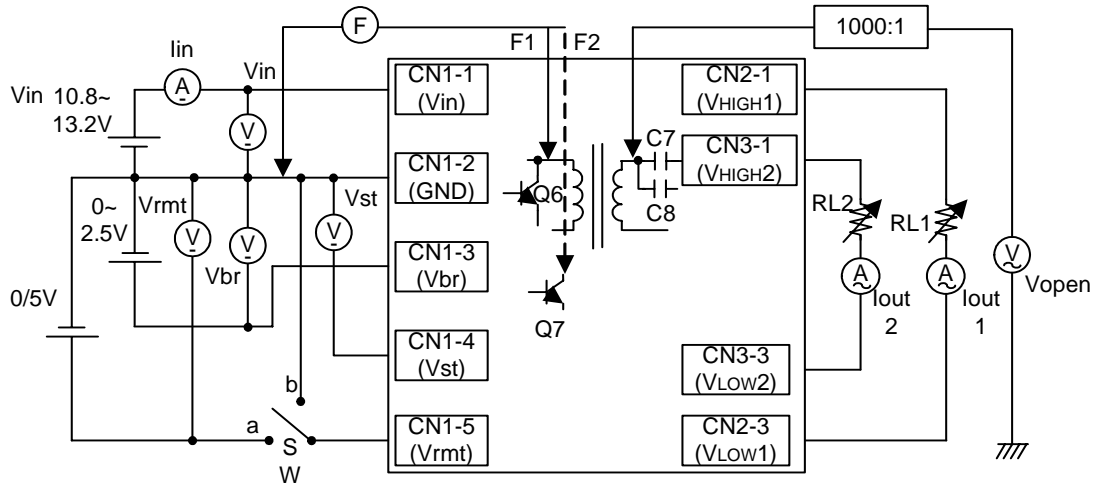 F
F1
F2
1000:1
Iin
Vin
A
Vin 10.8~
13.2V
V
CN1-1
(Vin)
CN2-1
(VHIGH1)
C7
CN3-1
(VHIGH2)
CN1-2
(GND)
Q6
C8
0~
2.5V
Vrmt
Vst
V
V
V
Vbr
RL2
RL1
CN1-3
(Vbr)
0/5V
A
A
V
Vopen
Iout
2
Iout
1
Q7
CN1-4
(Vst)
CN3-3
(VLOW2)
b
a
S
W
CN1-5
(Vrmt)
CN2-3
(VLOW1)